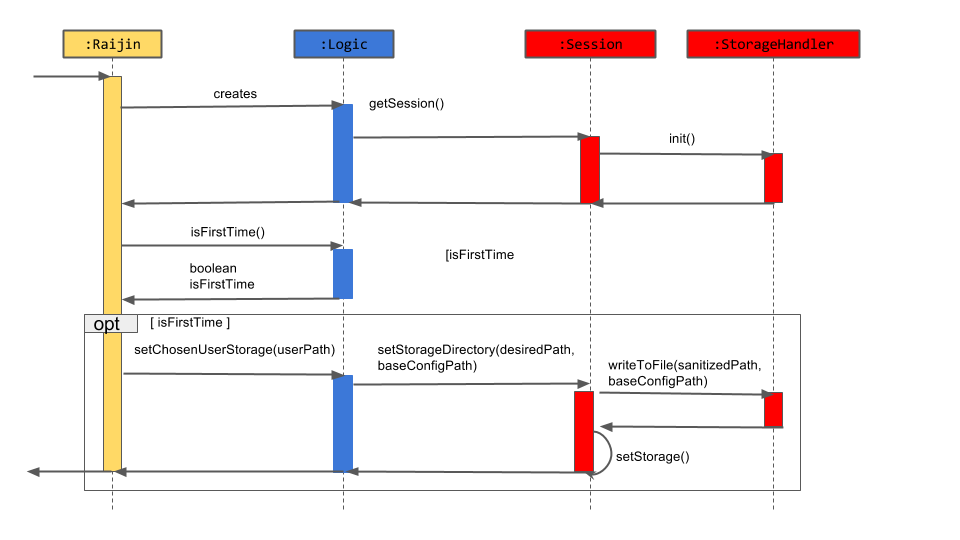 :Raijin
:Logic
:Session
:StorageHandler
creates
getSession()
init()
isFirstTime()
[isFirstTime
boolean
isFirstTime
opt
[ isFirstTime ]
setChosenUserStorage(userPath)
setStorageDirectory(desiredPath,
baseConfigPath)
writeToFile(sanitizedPath,
baseConfigPath)
setStorage()